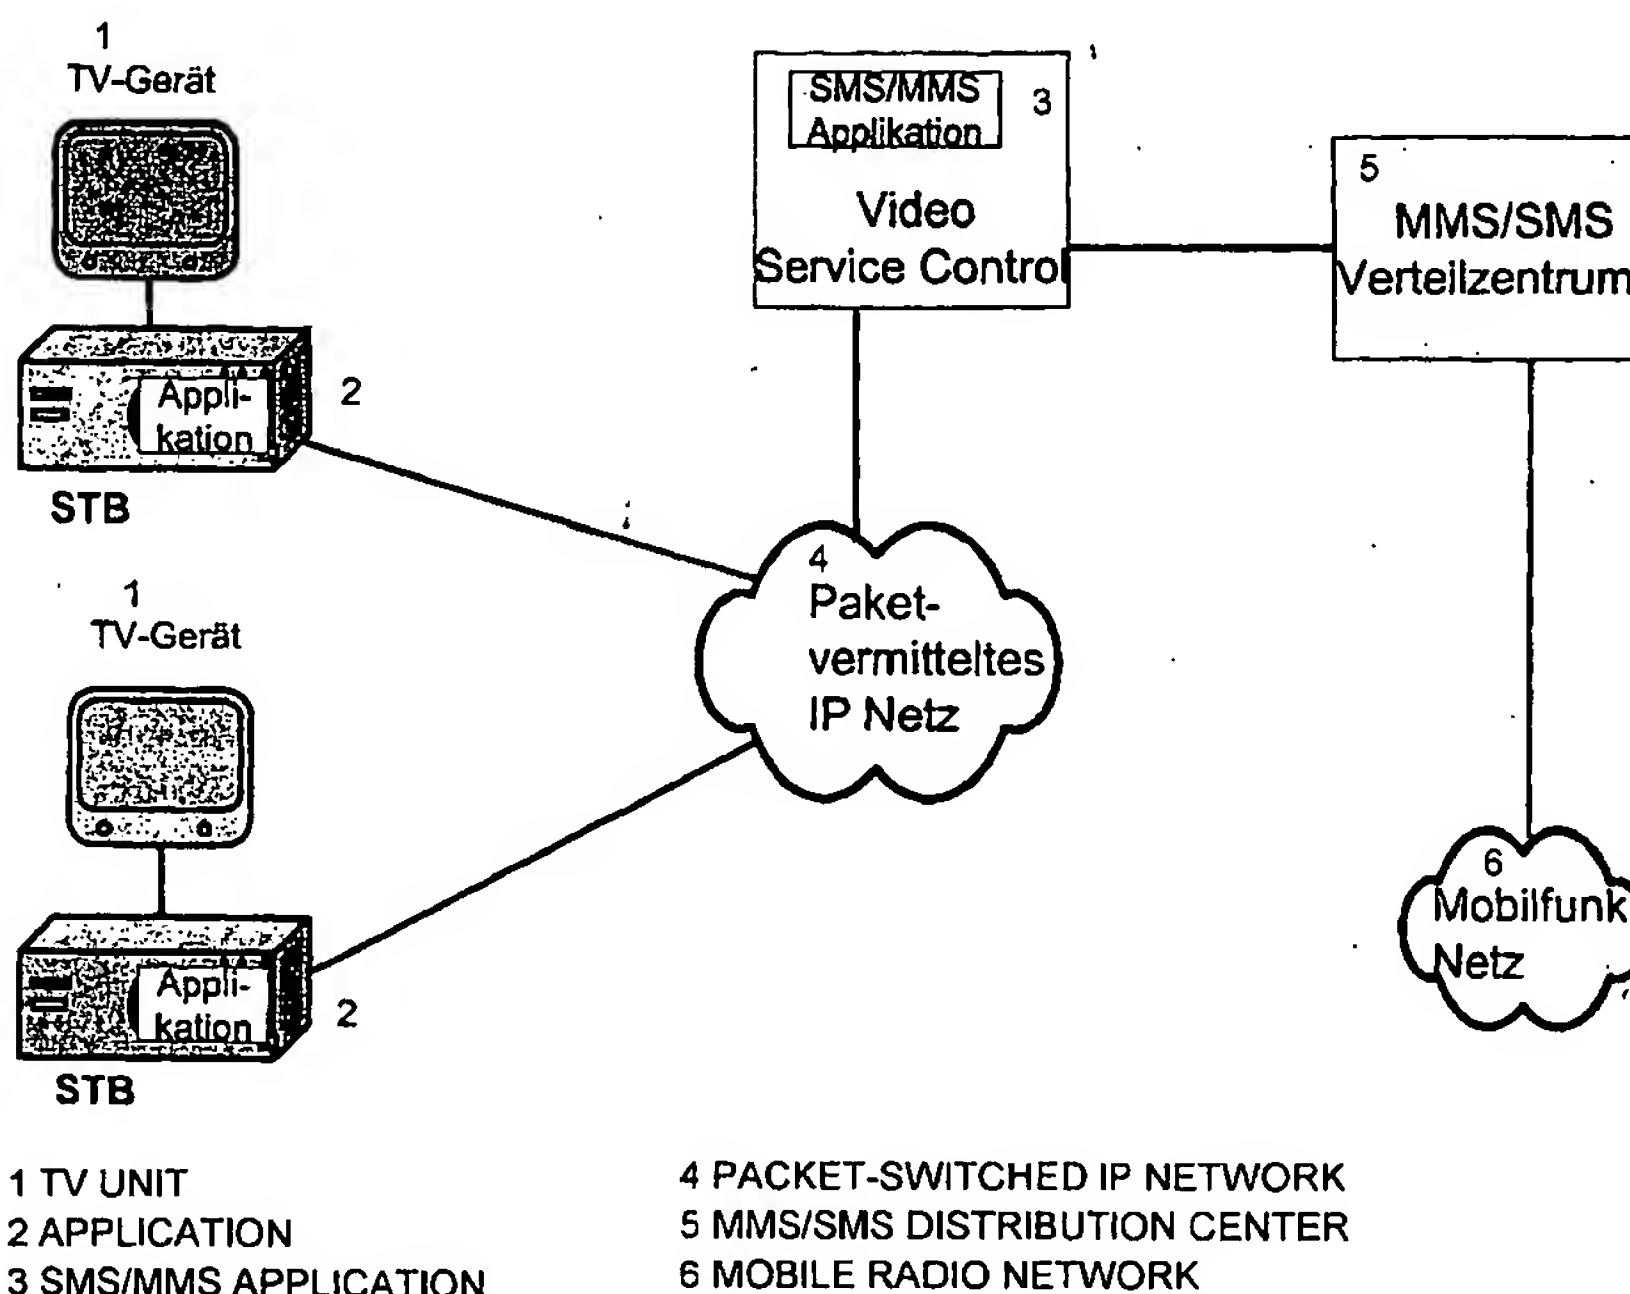 1
TV-Gerät
Appli-
kation
2
STB
1
TV-Gerät
Appli-
kation
2
STB
SMS/MMS
Applikation
3
Video
Service Control
5
MMS/SMS
Verteilzentrum
4
Paket-
vermitteltes
IP Netz
6
Mobilfunk
Netz
1 TV UNIT
2 APPLICATION
3 SMS/MMS APPLICATION
4 PACKET-SWITCHED IP NETWORK
5 MMS/SMS DISTRIBUTION CENTER
6 MOBILE RADIO NETWORK